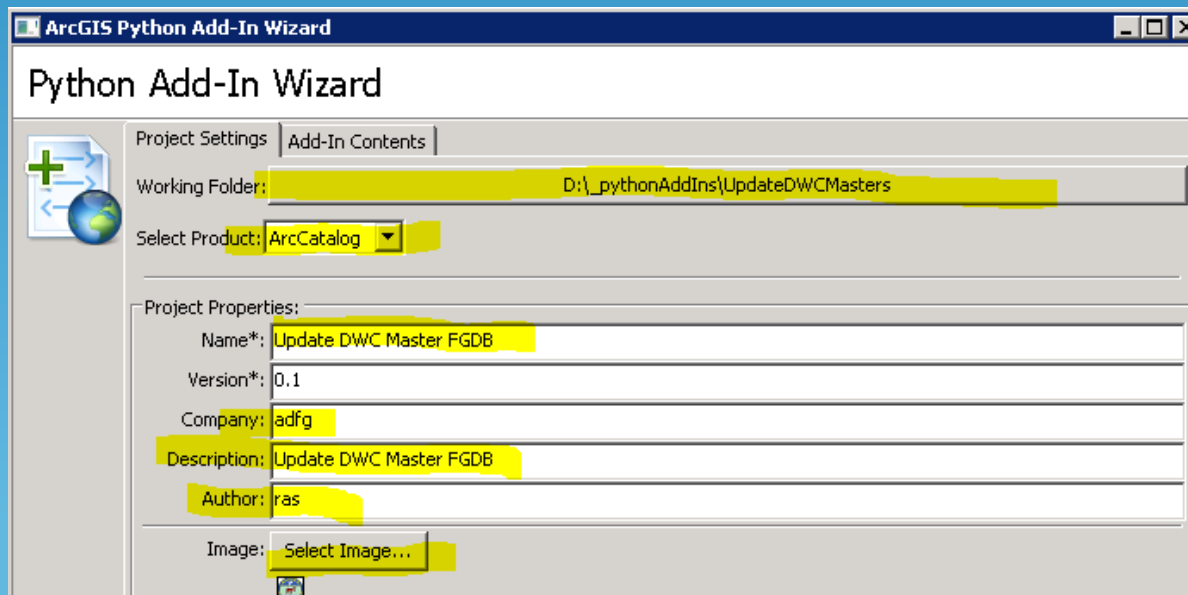 ArcGIS Python Add-In Wizard
Python Add-In Wizard
Project Settings Add-In Contents
Working Folder: D:\_pythonAddIns\UpdateDWCMasters
Select Product: ArcCatalog
Project Properties:
Name*: Update DWC Master FGDB
Version*: 0.1
Company: adfg
Description: Update DWC Master FGDB
Author: ras
Image: Select Image...